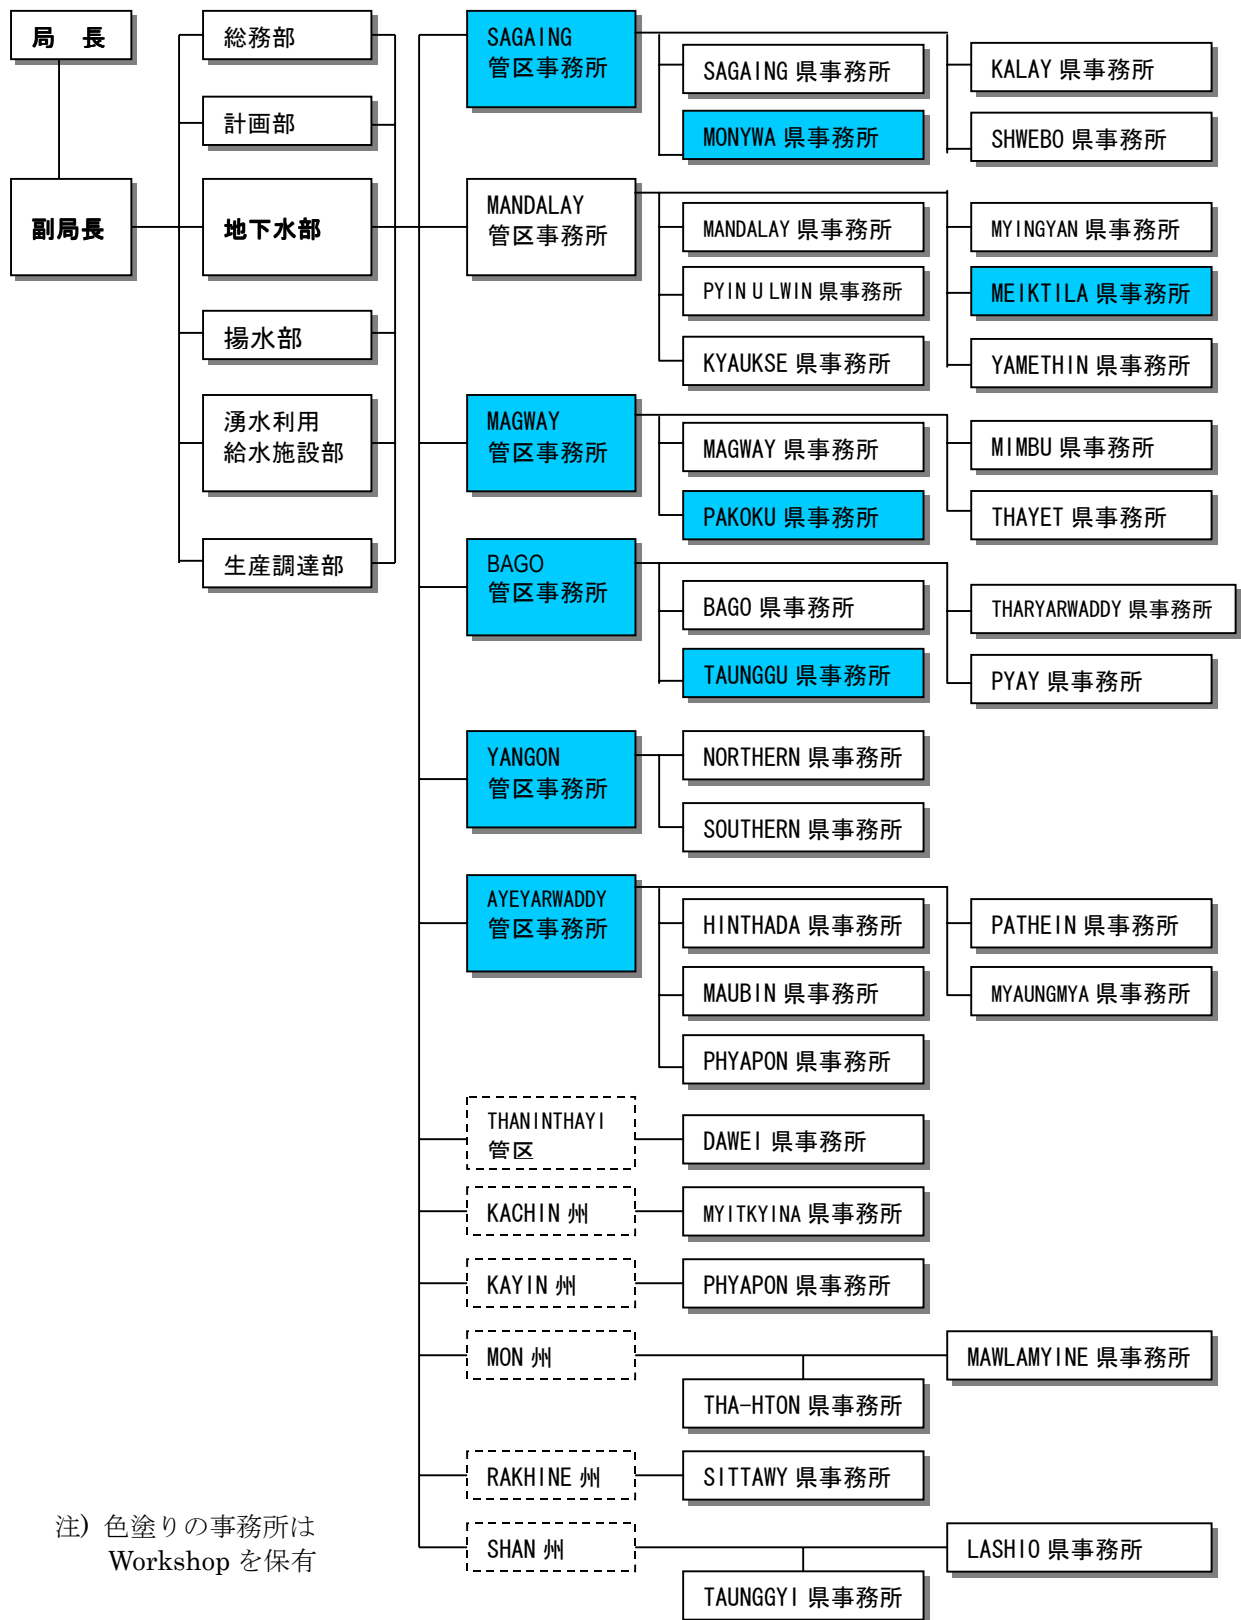 局　長
副局長
総務部
計画部
地下水部
揚水部
湧水利用
給水施設部
生産調達部
SAGAING
管区事務所
SAGAING 県事務所
KALAY 県事務所
MONYWA 県事務所
SHWEBO 県事務所
MANDALAY
管区事務所
MANDALAY 県事務所
MYINGYAN 県事務所
PYIN U LWIN 県事務所
MEIKTILA 県事務所
KYAUKSE 県事務所
YAMETHIN 県事務所
MAGWAY
管区事務所
MAGWAY 県事務所
MIMBU 県事務所
PAKOKU 県事務所
THAYET 県事務所
BAGO
管区事務所
BAGO 県事務所
THARYARWADDY 県事務所
TAUNGGU 県事務所
PYAY 県事務所
YANGON
管区事務所
NORTHERN 県事務所
SOUTHERN 県事務所
AYEYARWADDY
管区事務所
HINTHADA 県事務所
PATHEIN 県事務所
MAUBIN 県事務所
MYAUNGMYA 県事務所
PHYAPON 県事務所
THANINTHAYI
管区
DAWEI 県事務所
KACHIN 州
MYITKYINA 県事務所
KAYIN 州
PHYAPON 県事務所
MON 州
MAWLAMYINE 県事務所
THA-HTON 県事務所
RAKHINE 州
SITTAWY 県事務所
SHAN 州
LASHIO 県事務所
TAUNGGYI 県事務所
注) 色塗りの事務所は
Workshop を保有